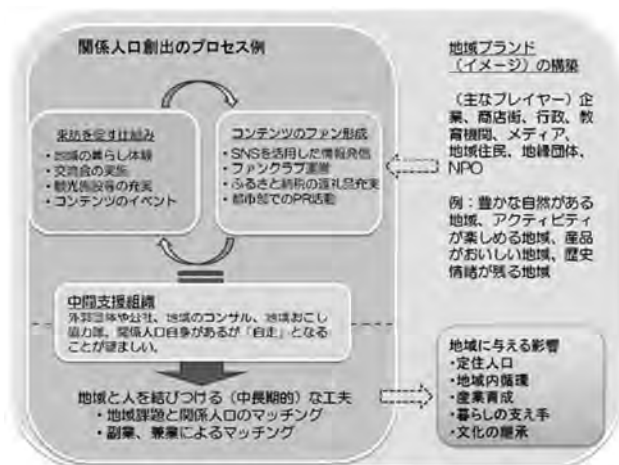 関係人口創出のプロセス例
来訪を促す仕組み
・地域の暮らし体験
・交流会の実施
・観光施設等の充実
・コンテンツのイベント
コンテンツのファン形成
・SNSを活用した情報発信
・ファンクラブ運営
・ふるさと納税の返礼品充実
・都市部でのPR活動
中間支援組織
外郭団体や公社、地域のコンサル、地域おこし
協力隊、関係人口自身があるが「自走」となる
ことが望ましい。
地域と人を結びつける（中長期的）な工夫
・地域課題と関係人口のマッチング
・副業、兼業によるマッチング
地域ブランド
（イメージ）の構築
（主なプレイヤー）企
業、商店街、行政、教
育機関、メディア、
地域住民、地縁団体、
NPO
例：豊かな自然がある
地域、アクティビティ
が楽しめる地域、産品
がおいしい地域、歴史
情緒が残る地域
地域に与える影響
・定住人口
・地域内循環
・産業育成
・暮らしの支え手
・文化の継承